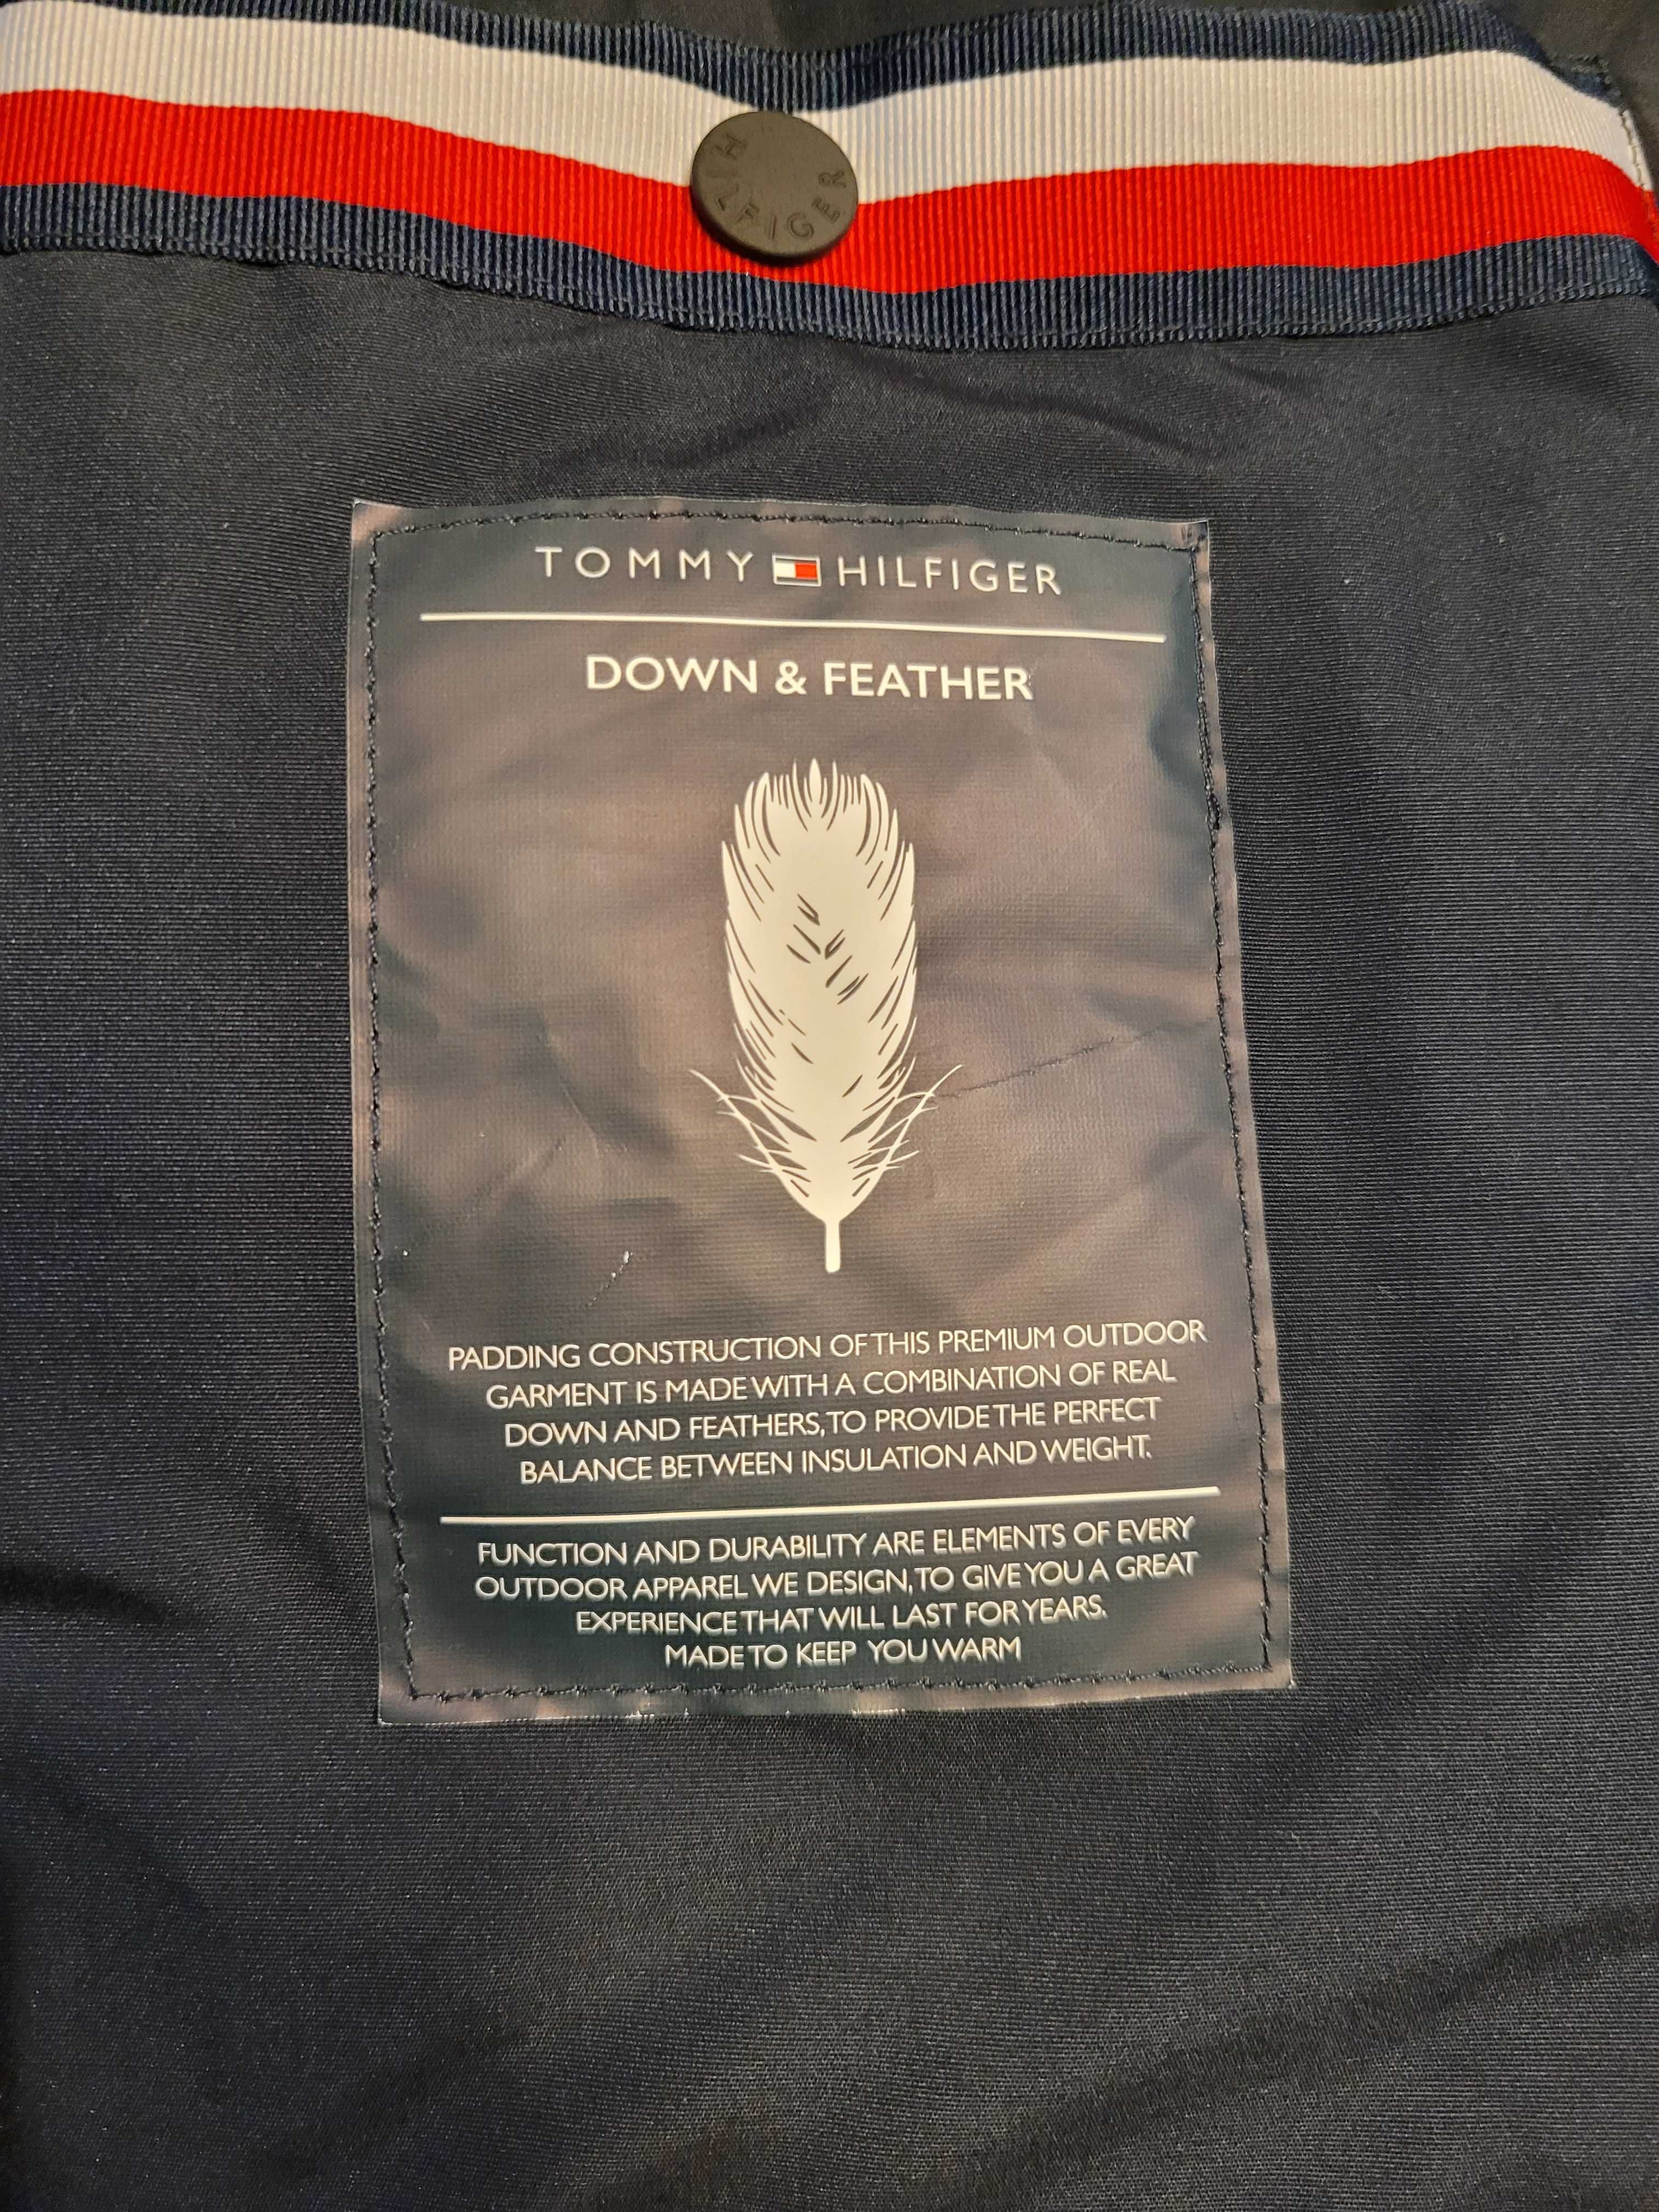 HILFIGER
TOMMY HILFIGER
DOWN & FEATHER
PADDING CONSTRUCTION OF THIS PREMIUM OUTDOOR
GARMENT IS MADE WITH A COMBINATION OF REAL
DOWN AND FEATHERS, TO PROVIDE THE PERFECT
BALANCE BETWEEN INSULATION AND WEIGHT.
FUNCTION AND DURABILITY ARE ELEMENTS OF EVERY
OUTDOOR APPAREL WE DESIGN, TO GIVE YOU A GREAT
EXPERIENCE THAT WILL LAST FOR YEARS.
MADE TO KEEP YOU WARM